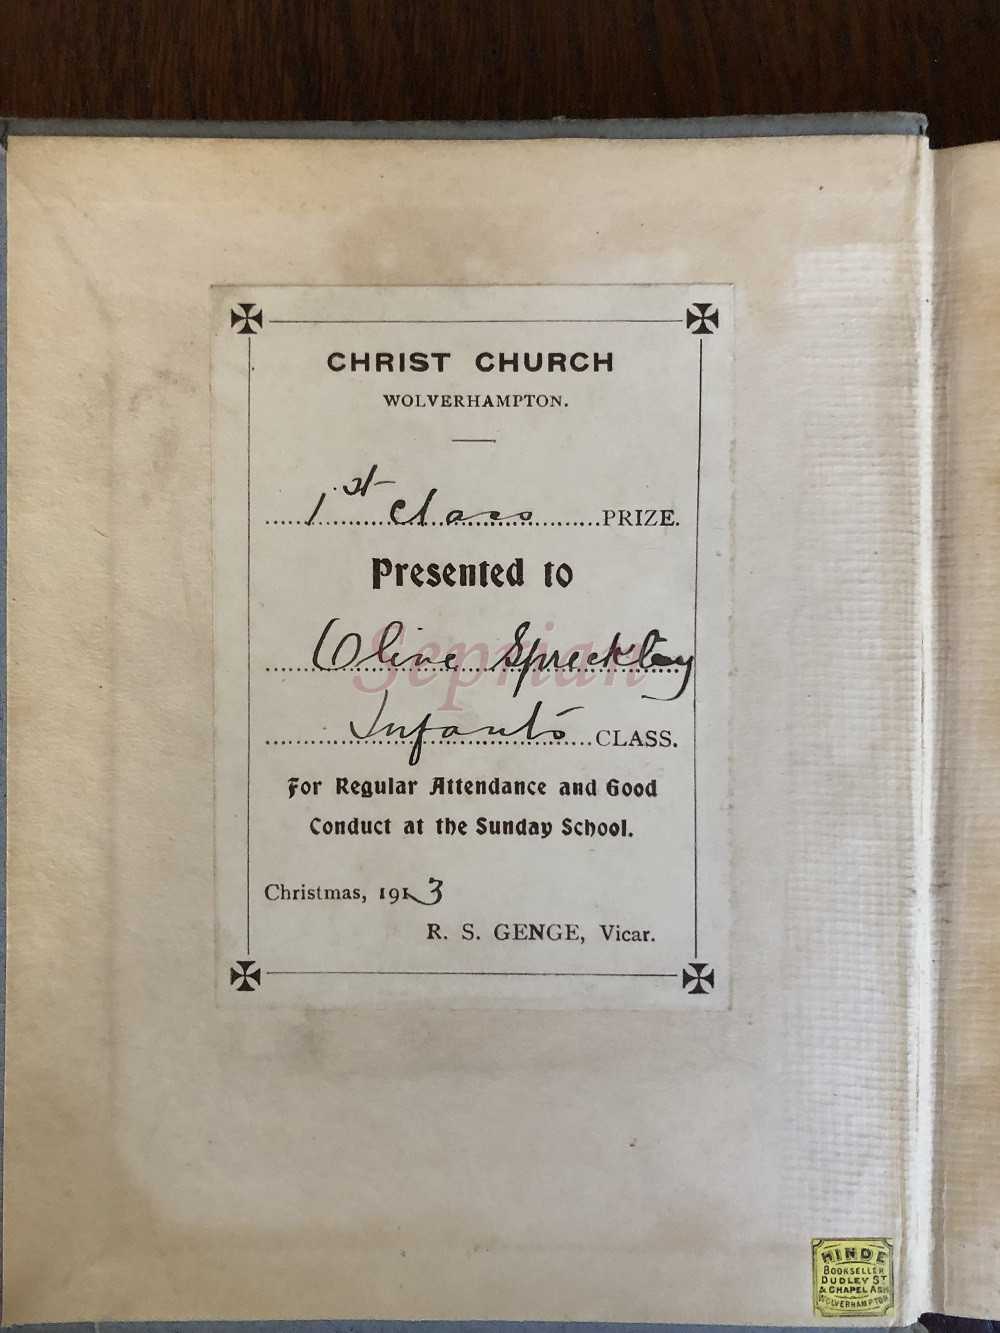 CHRIST CHURCH
WOLVERHAMPTON.
1st Class PRIZE.
Presented to
Olive Spreckley
Seprian
Infants CLASS.
For Regular Attendance and Good
Conduct at the Sunday School.
Christmas, 1913
R. S. GENGE, Vicar.
HINDE
BOOKSELLER
DUDLEY ST
& CHAPEL ASH
WOLVERHAMPTON